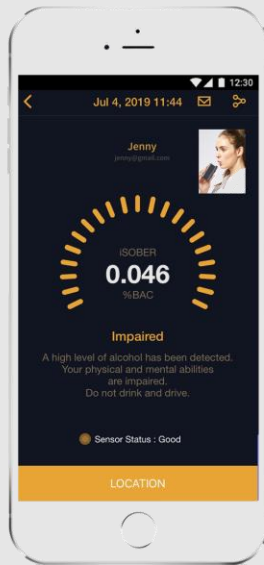 12:30
Jul 4, 2019 11:44
Jenny
jenny@gmail.com
iSOBER
0.046
%BAC
Impaired
A high level of alcohol has been detected.
Your physical and mental abilities
are impaired.
Do not drink and drive.
Sensor Status : Good
LOCATION